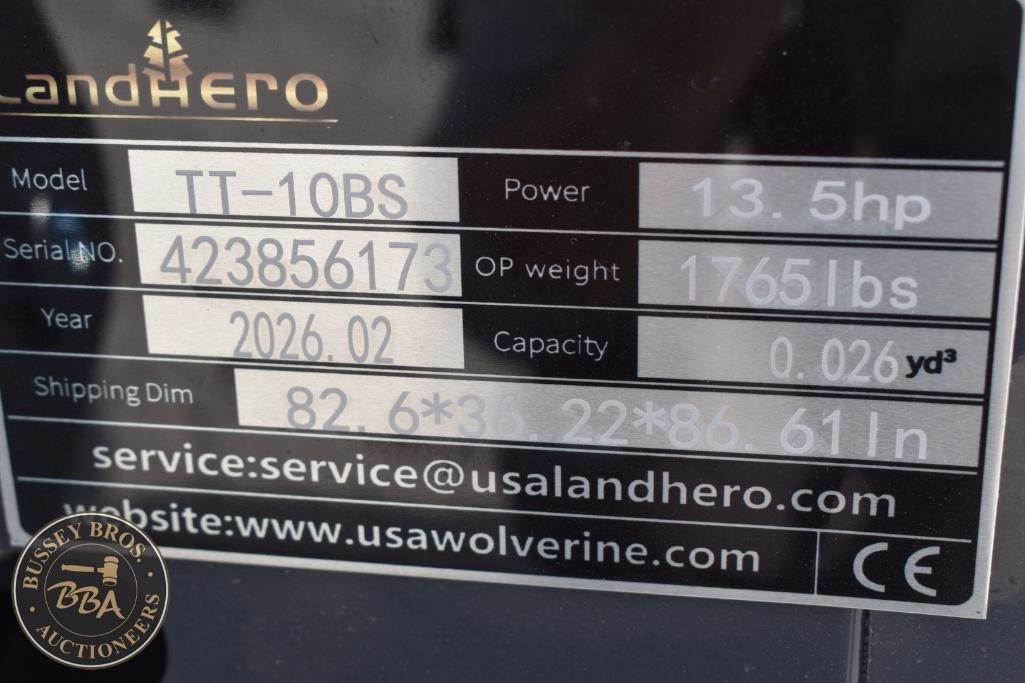 LandHero
Model TT-10BS Power 13.5hp
Serial NO. 423856173 OP weight 1765lbs
Year 2026.02 Capacity 0.026 yd³
Shipping Dim 82.6*36.22*86.61In
service:service@usalandhero.com
website:www.usawolverine.com CE
BUSSEY BROS.
BBA
AUCTIONEERS